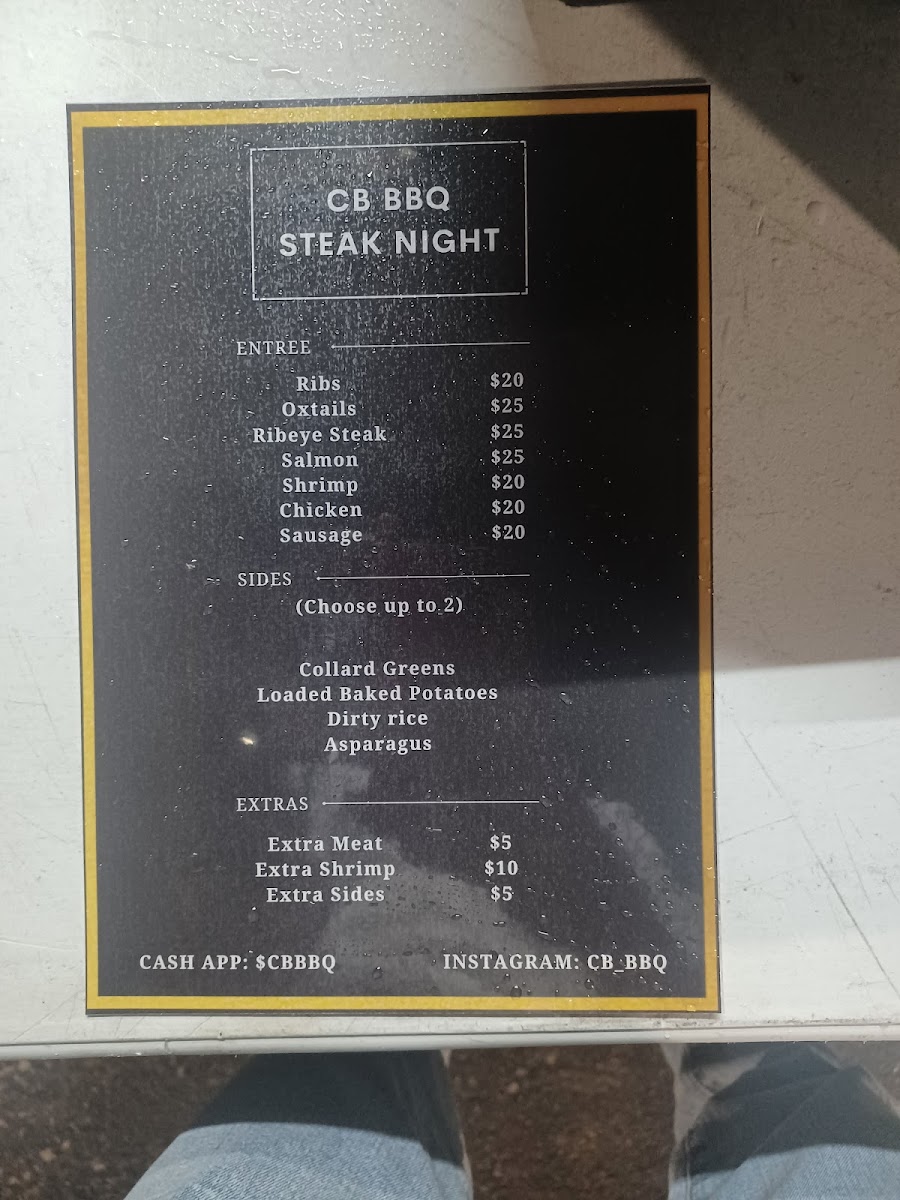 CB BBQ
STEAK NIGHT
ENTREE
Ribs $20
Oxtails $25
Ribeye Steak $25
Salmon $25
Shrimp $20
Chicken $20
Sausage $20
SIDES
(Choose up to 2)
Collard Greens
Loaded Baked Potatoes
Dirty rice
Asparagus
EXTRAS
Extra Meat $5
Extra Shrimp $10
Extra Sides $5
CASH APP: $CBBBQ INSTAGRAM: CB_BBQ